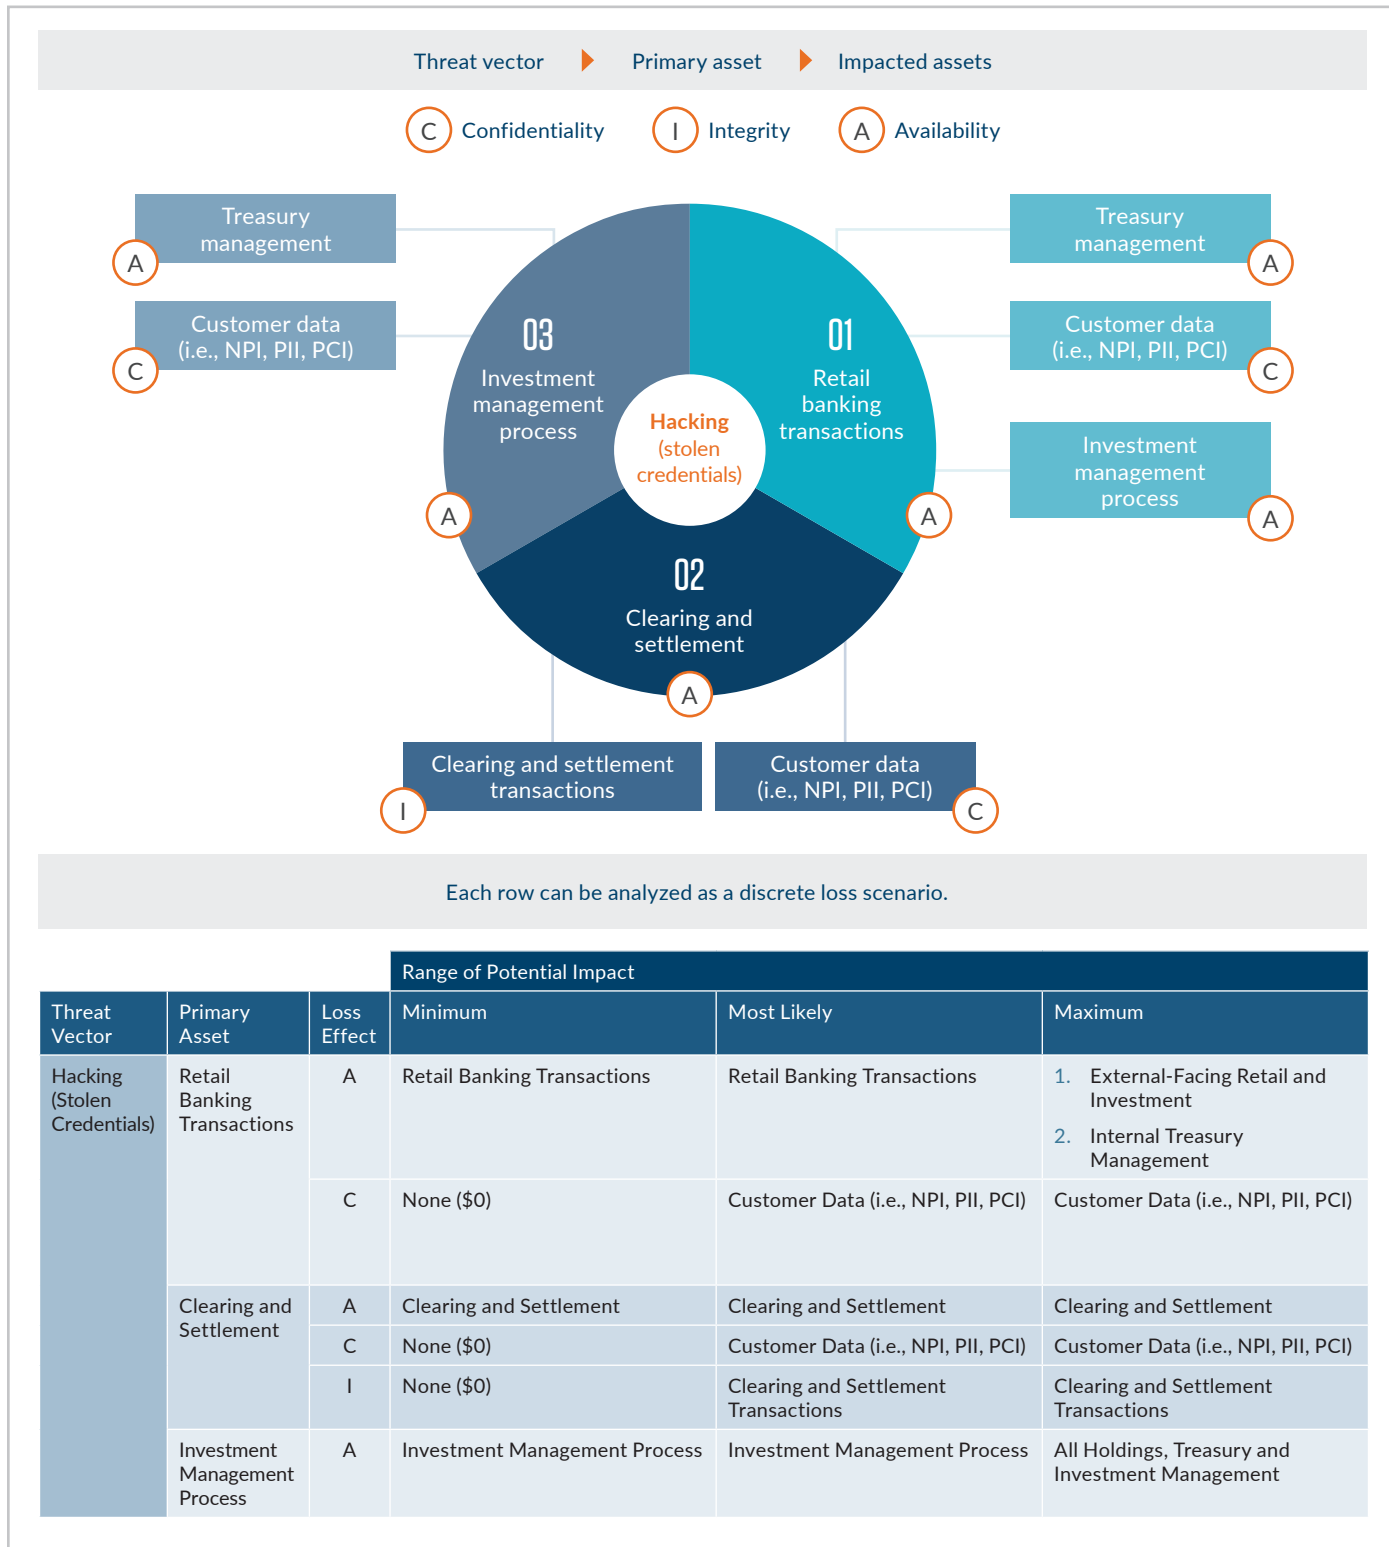 Threat vector Primary asset Impacted assets
C Confidentiality I Integrity A Availability
Treasury
management
A
Customer data
(i.e., NPI, PII, PCI)
C
03
Investment
management
process
A
Hacking
(stolen
credentials)
01
Retail
banking
transactions
A
Treasury
management
A
Customer data
(i.e., NPI, PII, PCI)
C
Investment
management
process
A
02
Clearing and
settlement
A
Clearing and settlement
transactions
I
Customer data
(i.e., NPI, PII, PCI)
C
Each row can be analyzed as a discrete loss scenario.
Range of Potential Impact
Threat
Vector
Primary
Asset
Loss
Effect
Minimum
Most Likely
Maximum
Hacking
(Stolen
Credentials)
Retail
Banking
Transactions
A
Retail Banking Transactions
Retail Banking Transactions
1. External-Facing Retail and
Investment
2. Internal Treasury
Management
C
None ($0)
Customer Data (i.e., NPI, PII, PCI)
Customer Data (i.e., NPI, PII, PCI)
Clearing and
Settlement
A
Clearing and Settlement
Clearing and Settlement
Clearing and Settlement
C
None ($0)
Customer Data (i.e., NPI, PII, PCI)
Customer Data (i.e., NPI, PII, PCI)
I
None ($0)
Clearing and Settlement
Transactions
Clearing and Settlement
Transactions
Investment
Management
Process
A
Investment Management Process
Investment Management Process
All Holdings, Treasury and
Investment Management